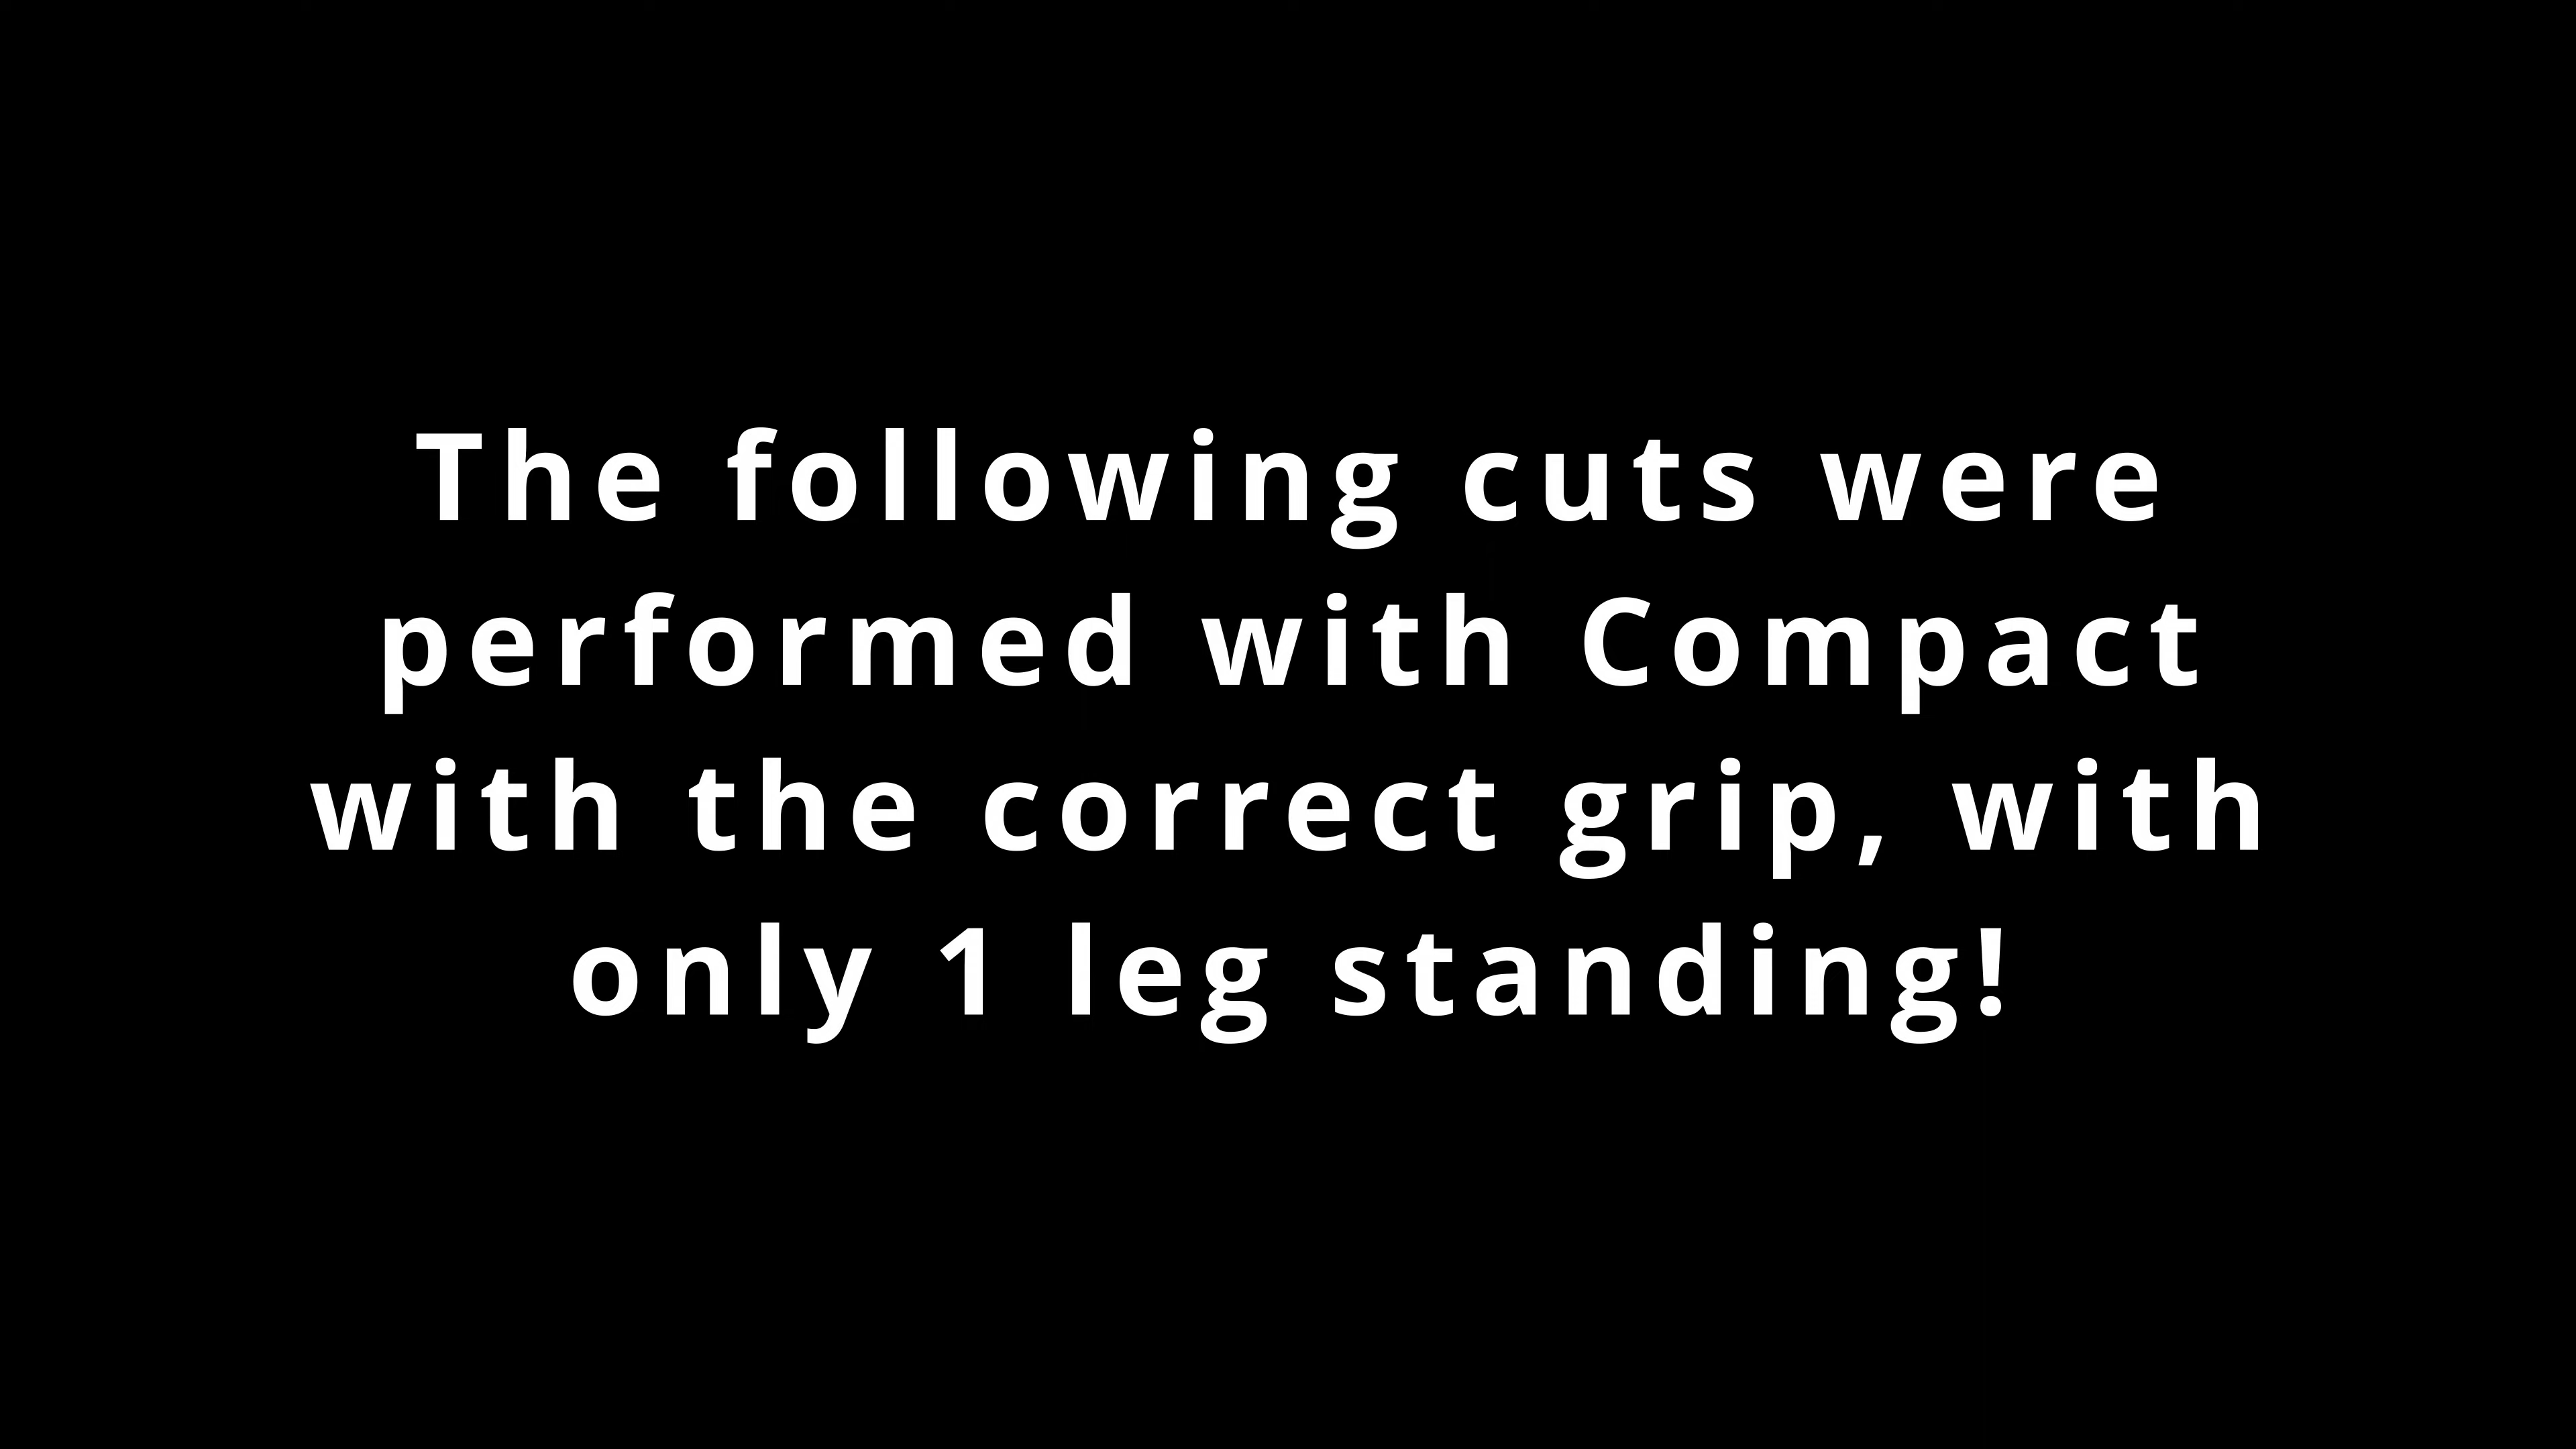 The following cuts were
performed with Compact
with the correct grip, with
only 1 leg standing!